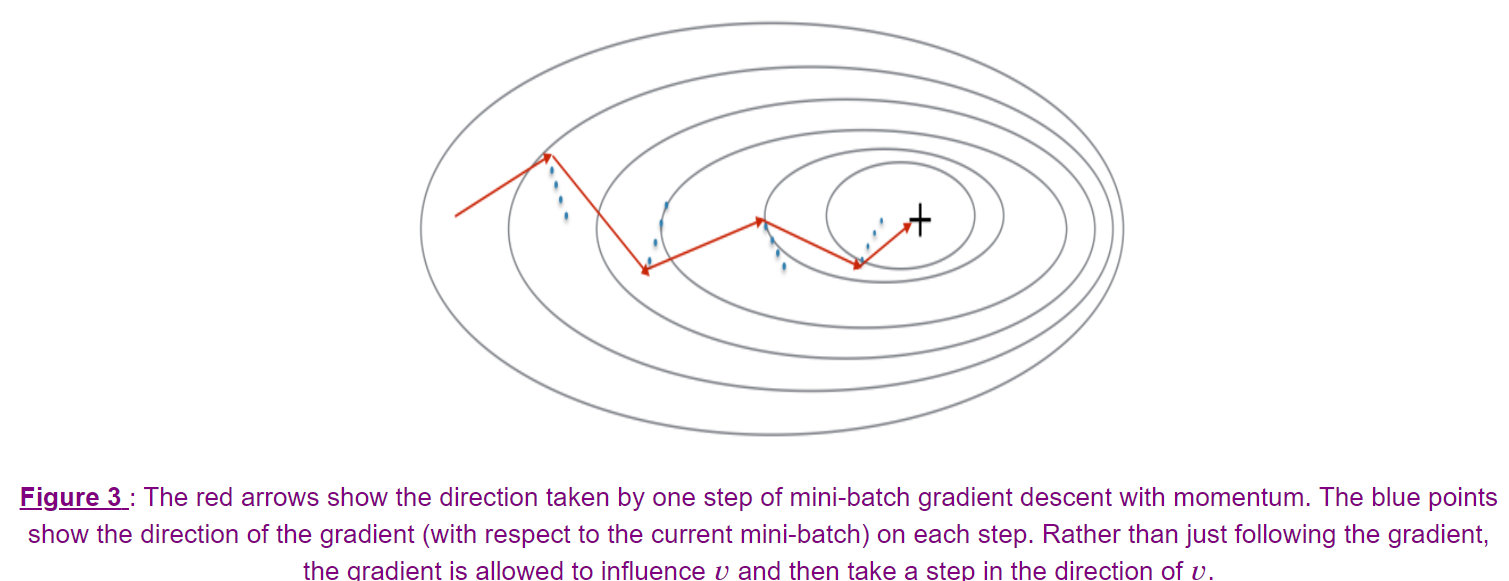 Figure 3 : The red arrows show the direction taken by one step of mini-batch gradient descent with momentum. The blue points
show the direction of the gradient (with respect to the current mini-batch) on each step. Rather than just following the gradient,
the gradient is allowed to influence v and then take a step in the direction of v.